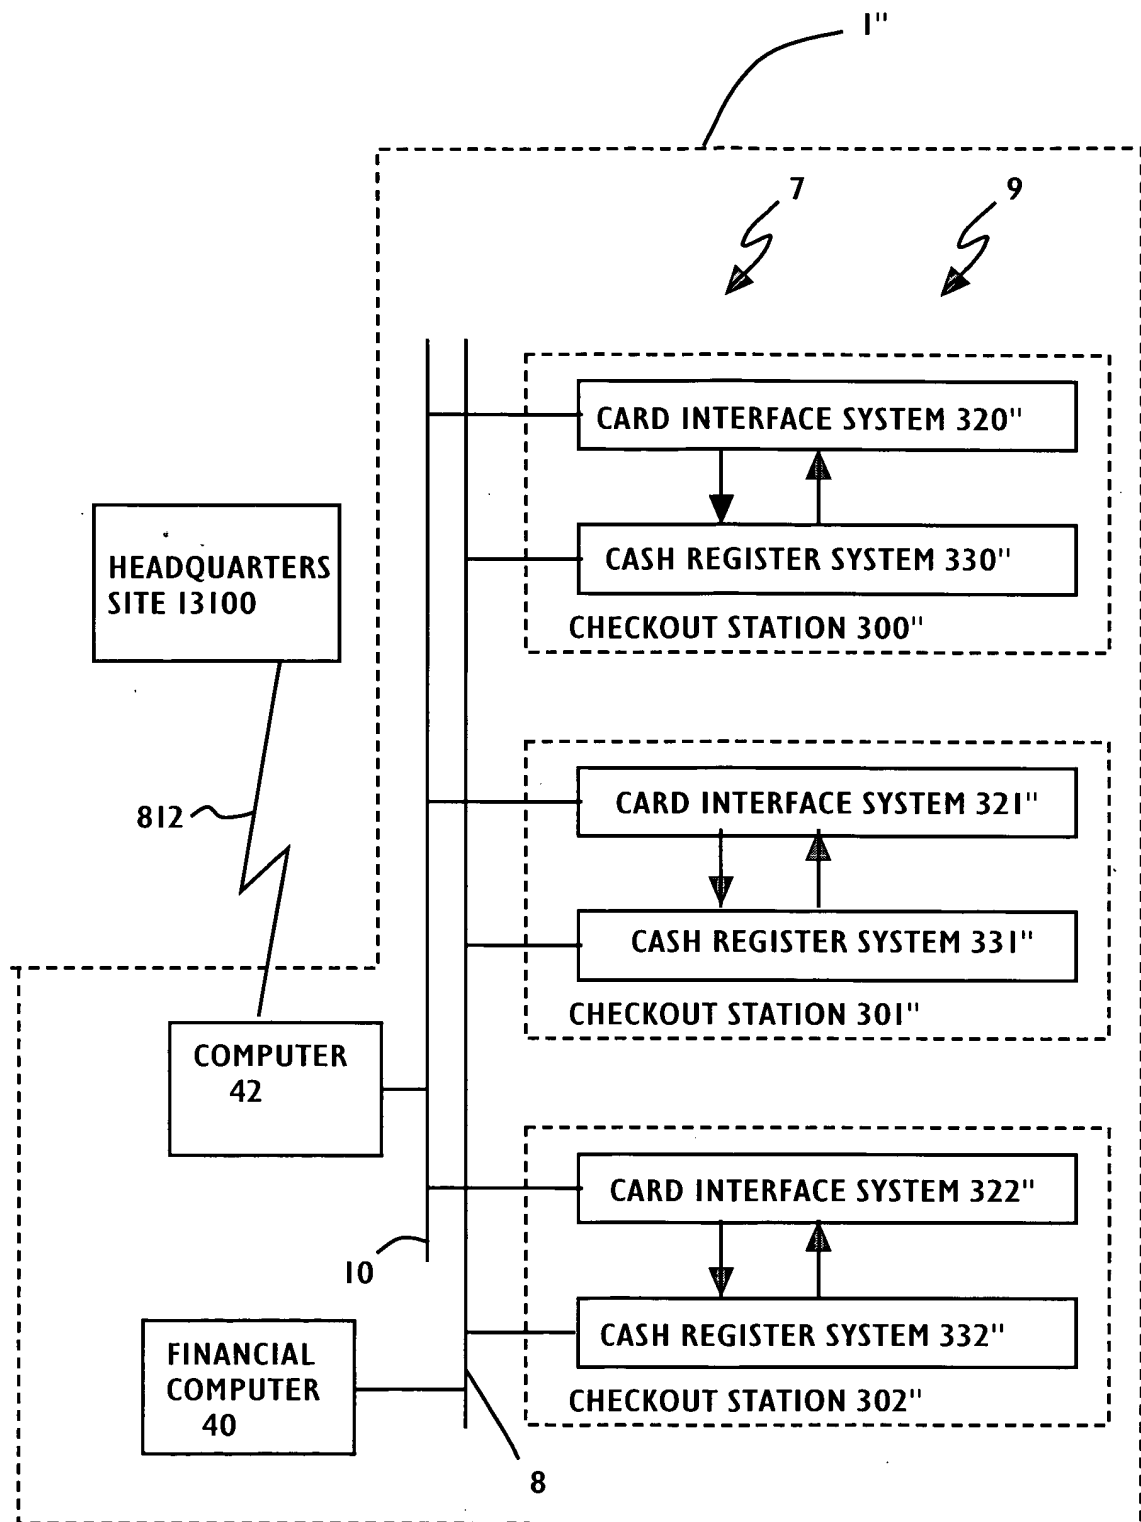 1"
7
9
CARD INTERFACE SYSTEM 320"
CASH REGISTER SYSTEM 330"
CHECKOUT STATION 300"
HEADQUARTERS
SITE 13100
812
CARD INTERFACE SYSTEM 321"
CASH REGISTER SYSTEM 331"
CHECKOUT STATION 301"
COMPUTER
42
CARD INTERFACE SYSTEM 322"
10
CASH REGISTER SYSTEM 332"
CHECKOUT STATION 302"
FINANCIAL
COMPUTER
40
8